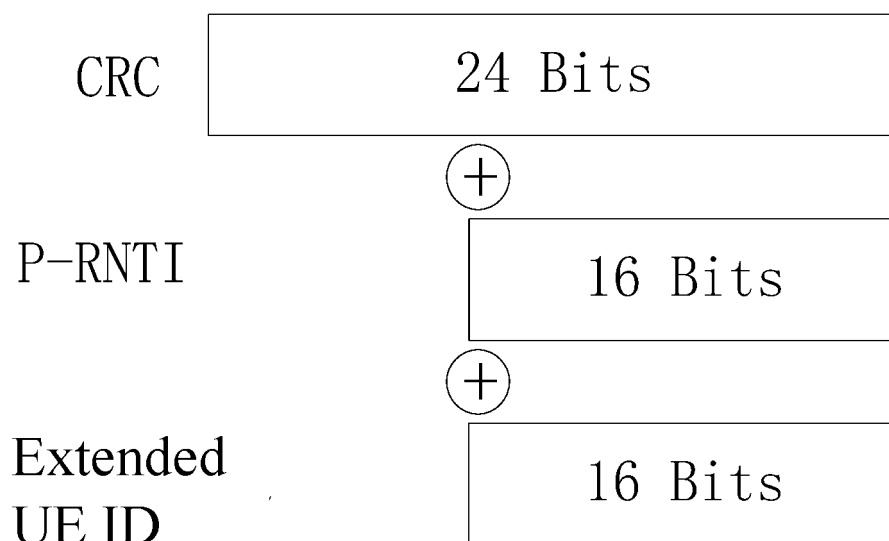 CRC 24 Bits
P-RNTI 16 Bits
Extended 16 Bits
UE ID